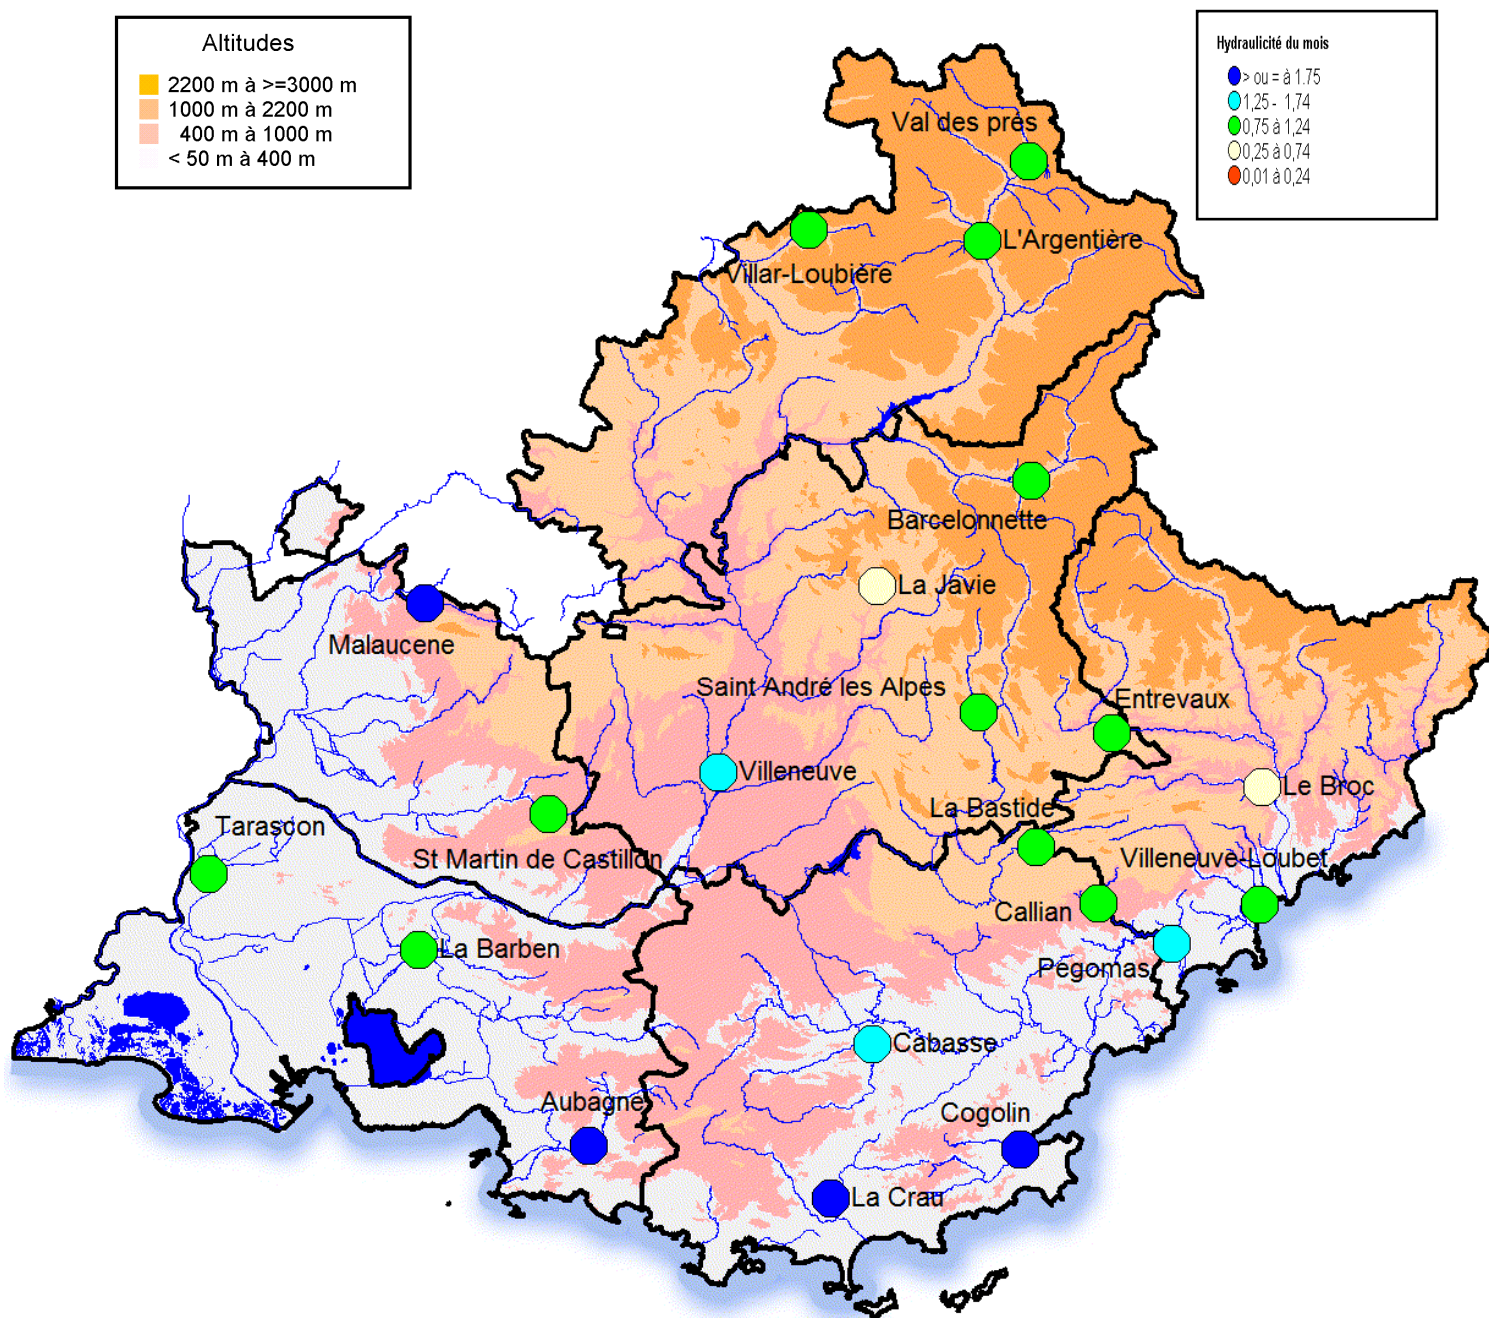 Altitudes
2200 m à >=3000 m
1000 m à 2200 m
400 m à 1000 m
< 50 m à 400 m
Hydraulicité du mois
> ou = à 1.75
1,25 - 1,74
0,75 à 1,24
0,25 à 0,74
0,01 à 0,24
Val des prés
L'Argentière
Villar-Loubière
Barcelonnette
La Javie
Malaucene
Saint André les Alpes
Entrevaux
Villeneuve
Le Broc
La Bastide
Tarascon
St Martin de Castillon
Villeneuve-Loubet
Callian
La Barben
Pégomas
Cabasse
Aubagne
Cogolin
La Crau